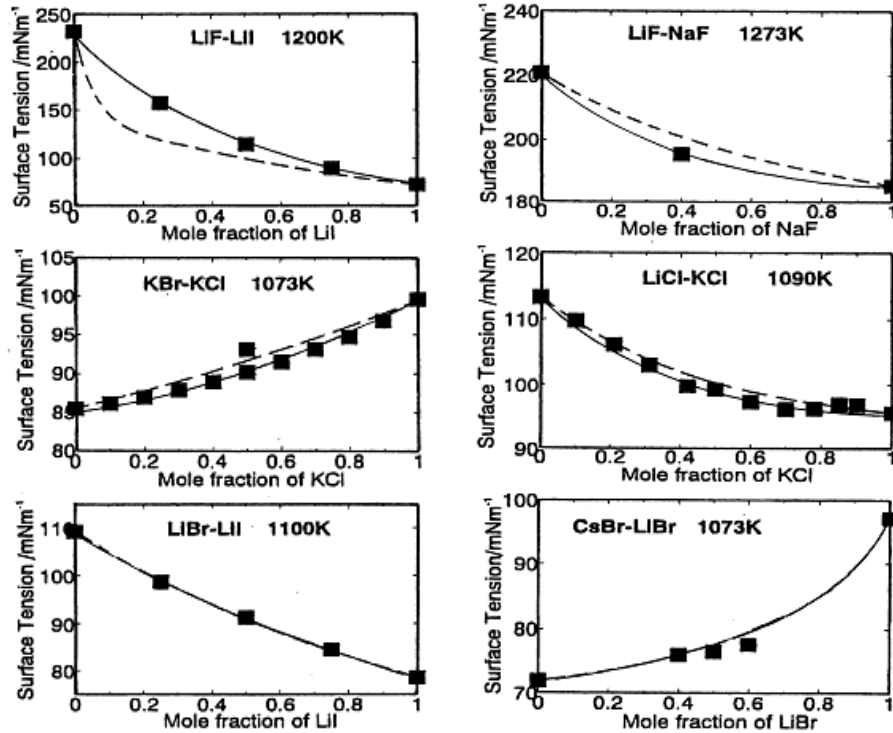 LiF-LiI 1200K
Surface Tension /mNm⁻¹
250
200
150
100
50
0 0.2 0.4 0.6 0.8 1
Mole fraction of LiI
LiF-NaF 1273K
Surface Tension /mNm⁻¹
220
200
180
0 0.2 0.4 0.6 0.8 1
Mole fraction of NaF
KBr-KCl 1073K
Surface Tension /mNm⁻¹
105
100
95
90
85
80
0 0.2 0.4 0.6 0.8 1
Mole fraction of KCl
LiCl-KCl 1090K
Surface Tension /mNm⁻¹
120
110
100
90
0 0.2 0.4 0.6 0.8 1
Mole fraction of KCl
LiBr-LiI 1100K
Surface Tension /mNm⁻¹
110
100
90
80
0 0.2 0.4 0.6 0.8 1
Mole fraction of LiI
CsBr-LiBr 1073K
Surface Tension/mNm⁻¹
100
90
80
70
0 0.2 0.4 0.6 0.8 1
Mole fraction of LiBr